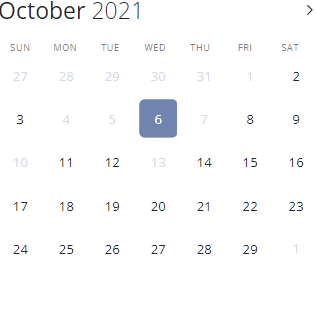 October 2021 >
SUN MON TUE WED THU FRI SAT
27 28 29 30 31 1 2
3 4 5 6 7 8 9
10 11 12 13 14 15 16
17 18 19 20 21 22 23
24 25 26 27 28 29 1